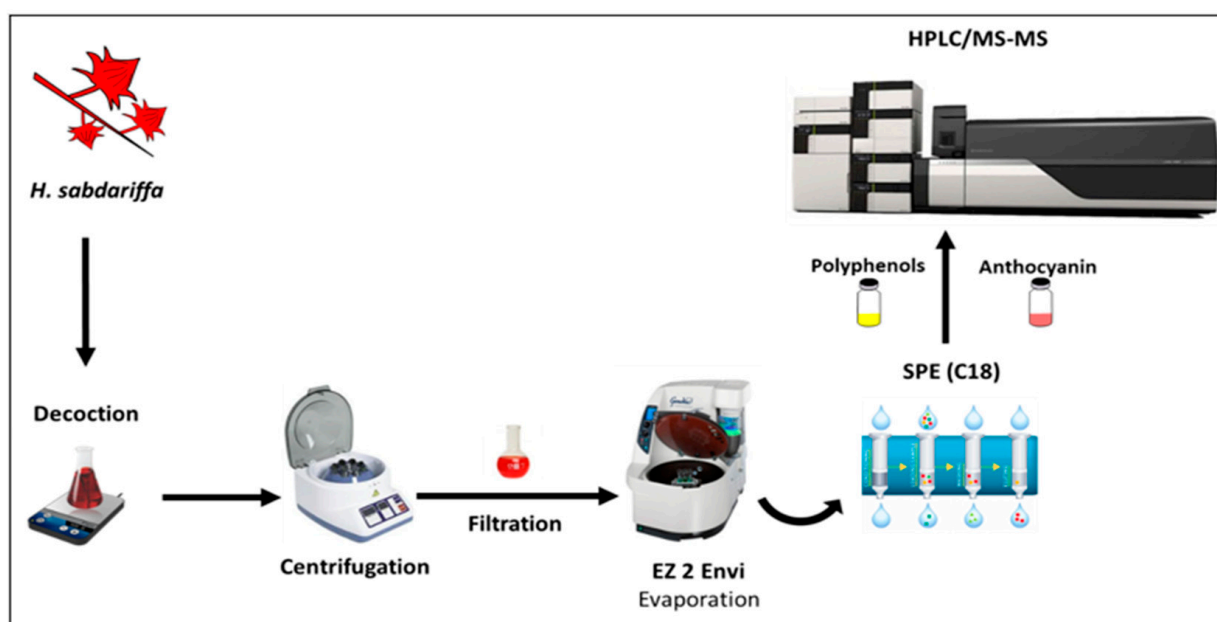 HPLC/MS-MS
H. sabdariffa
Polyphenols
Anthocyanin
SPE (C18)
Decoction
Filtration
Centrifugation
EZ 2 Envi
Evaporation